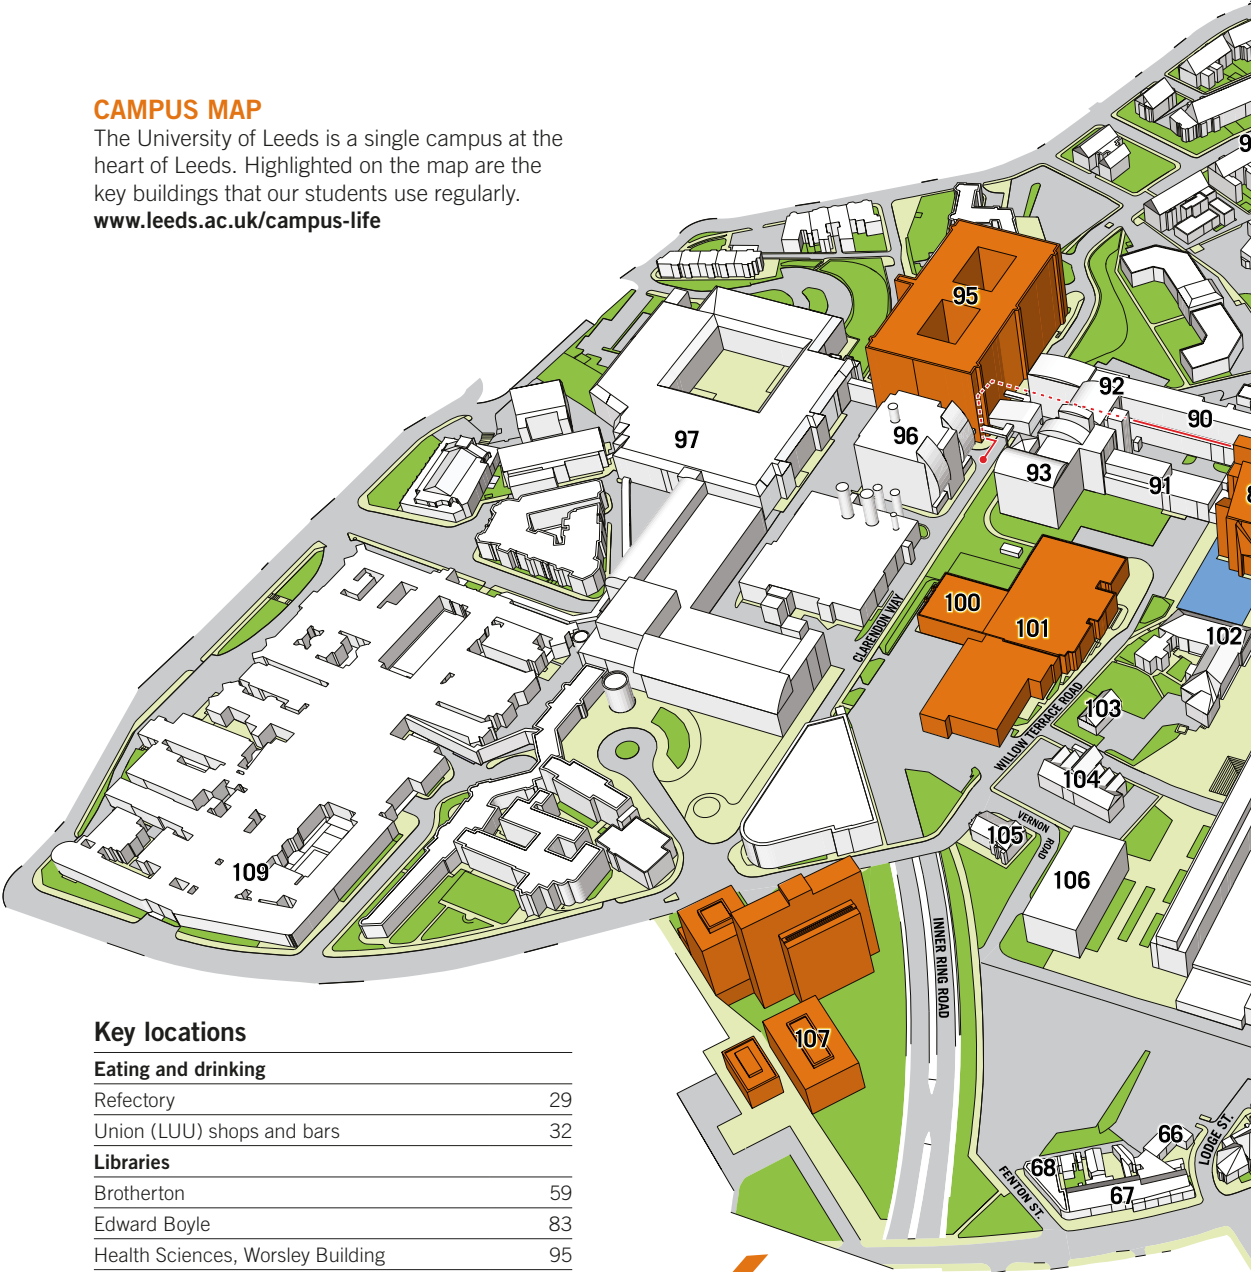 CAMPUS MAP
The University of Leeds is a single campus at the
heart of Leeds. Highlighted on the map are the
key buildings that our students use regularly.
www.leeds.ac.uk/campus-life
95
92
90
97
96
93
91
100
101
CLARENDON WAY
102
WILLOW TERRACE ROAD
103
104
105
VERNON
ROAD
106
109
INNER RING ROAD
107
66
LODGE ST.
68
67
FENTON ST.
Key locations
Eating and drinking
Refectory 29
Union (LUU) shops and bars 32
Libraries
Brotherton 59
Edward Boyle 83
Health Sciences, Worsley Building 95